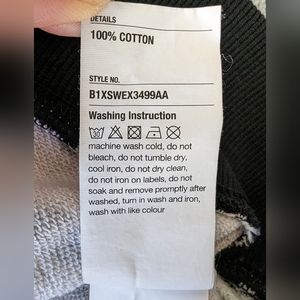 DETAILS
100% COTTON
STYLE NO.
B1XSWEX3499AA
Washing Instruction
machine wash cold, do not
bleach, do not tumble dry,
cool iron, do not dry clean,
do not iron on labels, do not
soak and remove promptly after
washed, turn in wash and iron,
wash with like colour